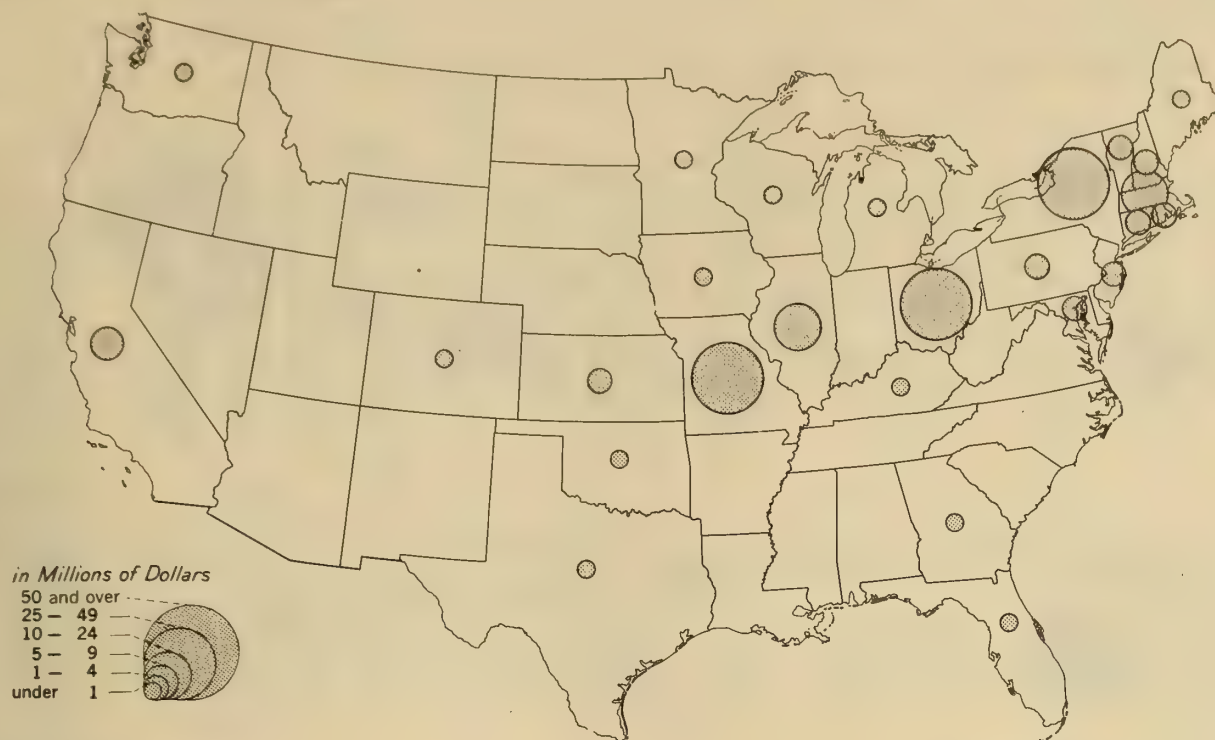 in Millions of Dollars
50 and over
25 – 49
10 – 24
5 – 9
1 – 4
under 1